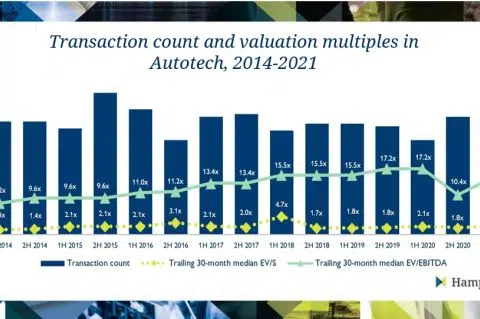 Transaction count and valuation multiples in
Autotech, 2014-2021
9.6x 9.6x 9.6x 11.0x 11.2x 13.4x 13.4x 15.5x 15.5x 15.5x 17.2x 17.2x 10.4x
1.4x 2.1x 2.1x 2.1x 3.1x 2.1x 2.0x 4.7x 1.7x 1.8x 1.8x 2.1x 1.8x
2014 2H 2014 1H 2015 2H 2015 1H 2016 2H 2016 1H 2017 2H 2017 1H 2018 2H 2018 1H 2019 2H 2019 1H 2020 2H 2020
Transaction count Trailing 30-month median EV/S Trailing 30-month median EV/EBITDA
Hamp